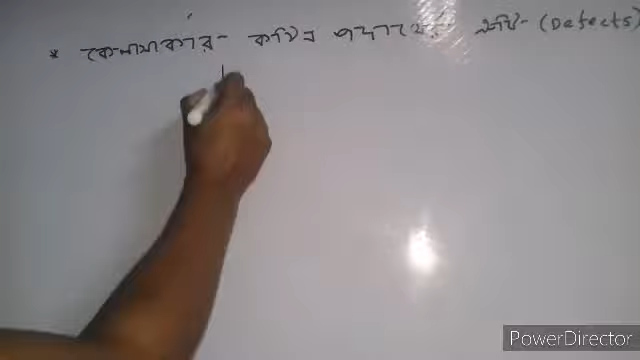 * কেলাসাকার কঠিন পদার্থের ত্রুটি- (Defects)
PowerDirector